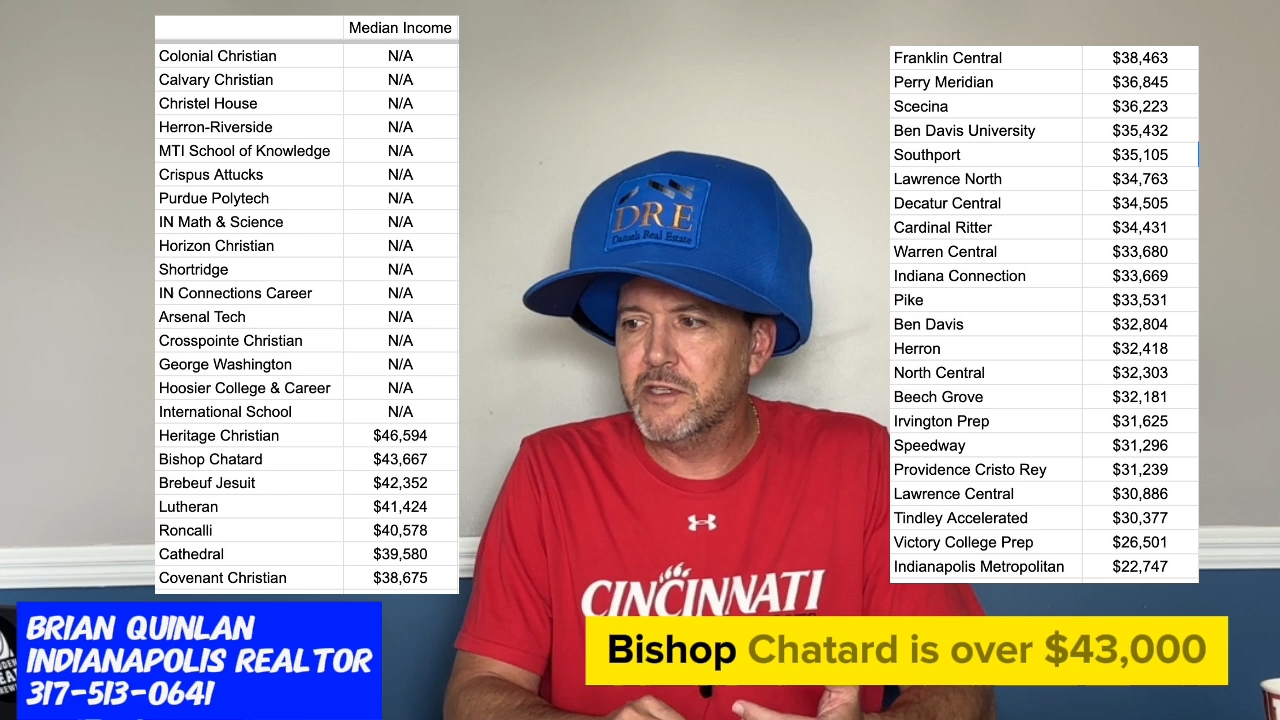 Median Income
Colonial Christian N/A
Calvary Christian N/A
Christel House N/A
Herron-Riverside N/A
MTI School of Knowledge N/A
Crispus Attucks N/A
Purdue Polytech N/A
IN Math & Science N/A
Horizon Christian N/A
Shortridge N/A
IN Connections Career N/A
Arsenal Tech N/A
Crosspointe Christian N/A
George Washington N/A
Hoosier College & Career N/A
International School N/A
Heritage Christian $46,594
Bishop Chatard $43,667
Brebeuf Jesuit $42,352
Lutheran $41,424
Roncalli $40,578
Cathedral $39,580
Covenant Christian $38,675
Franklin Central $38,463
Perry Meridian $36,845
Scecina $36,223
Ben Davis University $35,432
Southport $35,105
Lawrence North $34,763
Decatur Central $34,505
Cardinal Ritter $34,431
Warren Central $33,680
Indiana Connection $33,669
Pike $33,531
Ben Davis $32,804
Herron $32,418
North Central $32,303
Beech Grove $32,181
Irvington Prep $31,625
Speedway $31,296
Providence Cristo Rey $31,239
Lawrence Central $30,886
Tindley Accelerated $30,377
Victory College Prep $26,501
Indianapolis Metropolitan $22,747
DRE
Daniels Real Estate
CINCINNATI
BRIAN QUINLAN
INDIANAPOLIS REALTOR
317-513-0641
Bishop Chatard is over $43,000